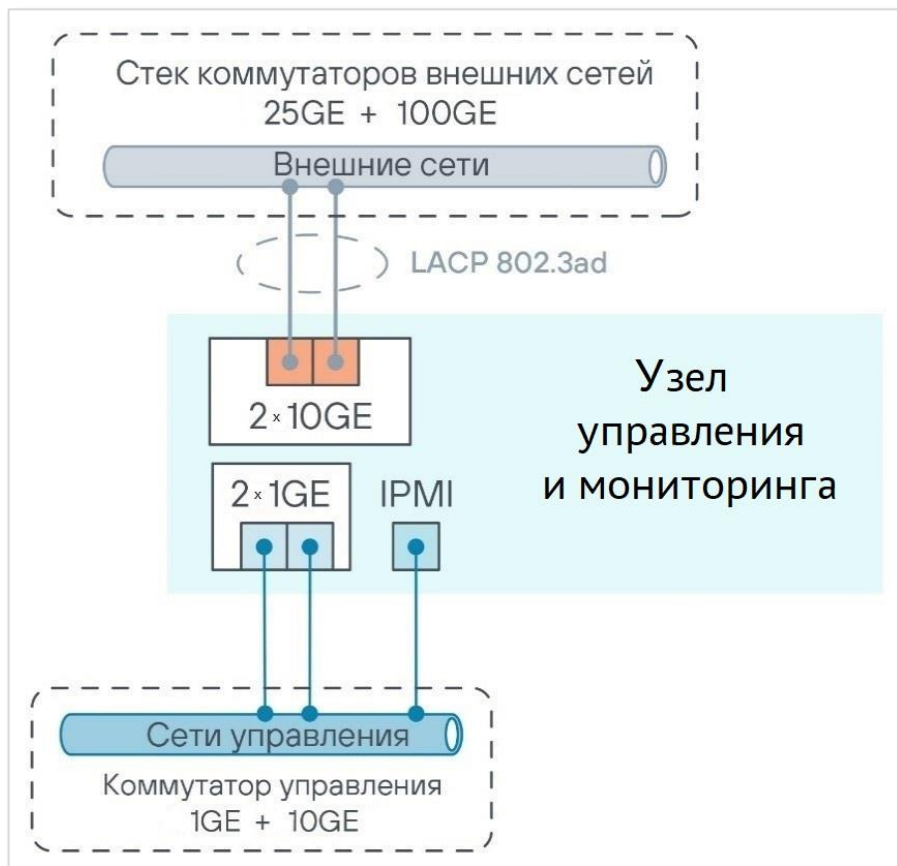 Стек коммутаторов внешних сетей
25GE + 100GE
Внешние сети
LACP 802.3ad
2 x 10GE
Узел
управления
и мониторинга
2 x 1GE
IPMI
Сети управления
Коммутатор управления
1GE + 10GE